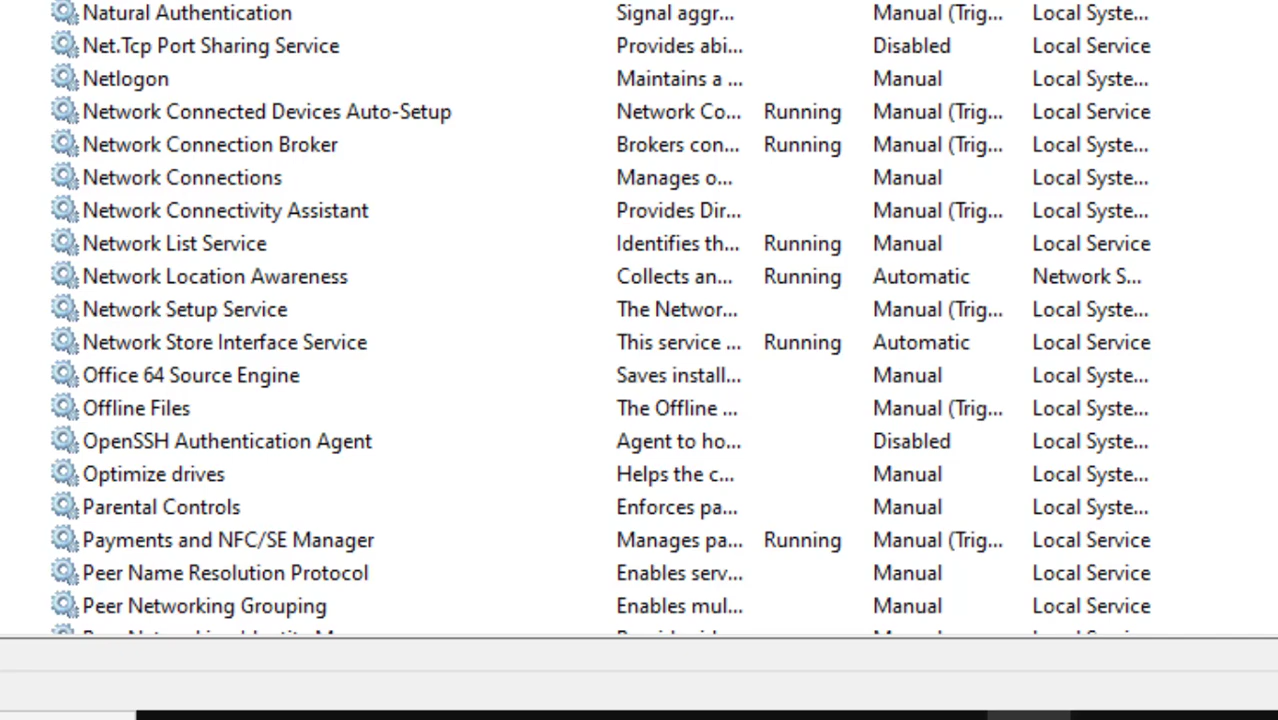 Natural Authentication Signal aggr... Manual (Trig... Local Syste...
Net.Tcp Port Sharing Service Provides abi... Disabled Local Service
Netlogon Maintains a ... Manual Local Syste...
Network Connected Devices Auto-Setup Network Co... Running Manual (Trig... Local Service
Network Connection Broker Brokers con... Running Manual (Trig... Local Syste...
Network Connections Manages o... Manual Local Syste...
Network Connectivity Assistant Provides Dir... Manual (Trig... Local Syste...
Network List Service Identifies th... Running Manual Local Service
Network Location Awareness Collects an... Running Automatic Network S...
Network Setup Service The Networ... Manual (Trig... Local Syste...
Network Store Interface Service This service ... Running Automatic Local Service
Office 64 Source Engine Saves install... Manual Local Syste...
Offline Files The Offline ... Manual (Trig... Local Syste...
OpenSSH Authentication Agent Agent to ho... Disabled Local Syste...
Optimize drives Helps the c... Manual Local Syste...
Parental Controls Enforces pa... Manual Local Syste...
Payments and NFC/SE Manager Manages pa... Running Manual (Trig... Local Service
Peer Name Resolution Protocol Enables serv... Manual Local Service
Peer Networking Grouping Enables mul... Manual Local Service